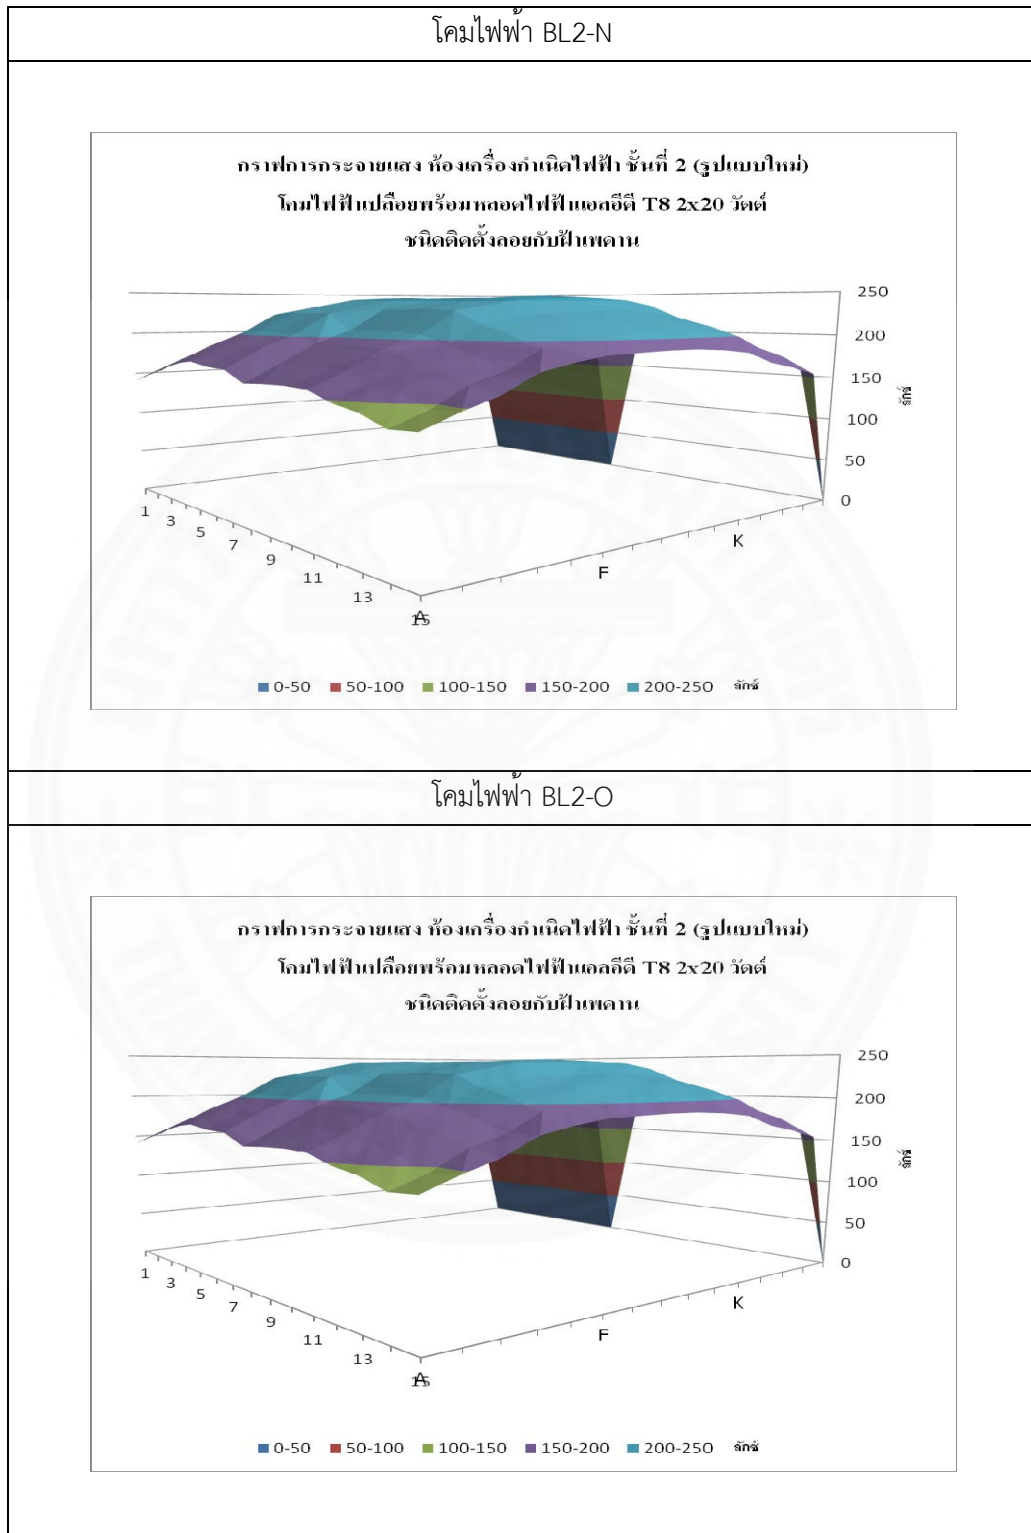 โคมไฟฟ้า BL2-N
กราฟการกระจายแสง ห้องเครื่องกำเนิดไฟฟ้า ชั้นที่ 2 (รูปแบบใหม่)
โคมไฟฟ้าเปลือยพร้อมหลอดไฟฟ้าแอลอีดี T8 2x20 วัตต์
ชนิดติดตั้งลอยกับฝ้าเพดาน
250
200
150
100
50
0
ลักซ์
1
3
5
7
9
11
13
15
A
F
K
0-50 50-100 100-150 150-200 200-250 ลักซ์
โคมไฟฟ้า BL2-O
กราฟการกระจายแสง ห้องเครื่องกำเนิดไฟฟ้า ชั้นที่ 2 (รูปแบบใหม่)
โคมไฟฟ้าเปลือยพร้อมหลอดไฟฟ้าแอลอีดี T8 2x20 วัตต์
ชนิดติดตั้งลอยกับฝ้าเพดาน
250
200
150
100
50
0
ลักซ์
1
3
5
7
9
11
13
15
A
F
K
0-50 50-100 100-150 150-200 200-250 ลักซ์